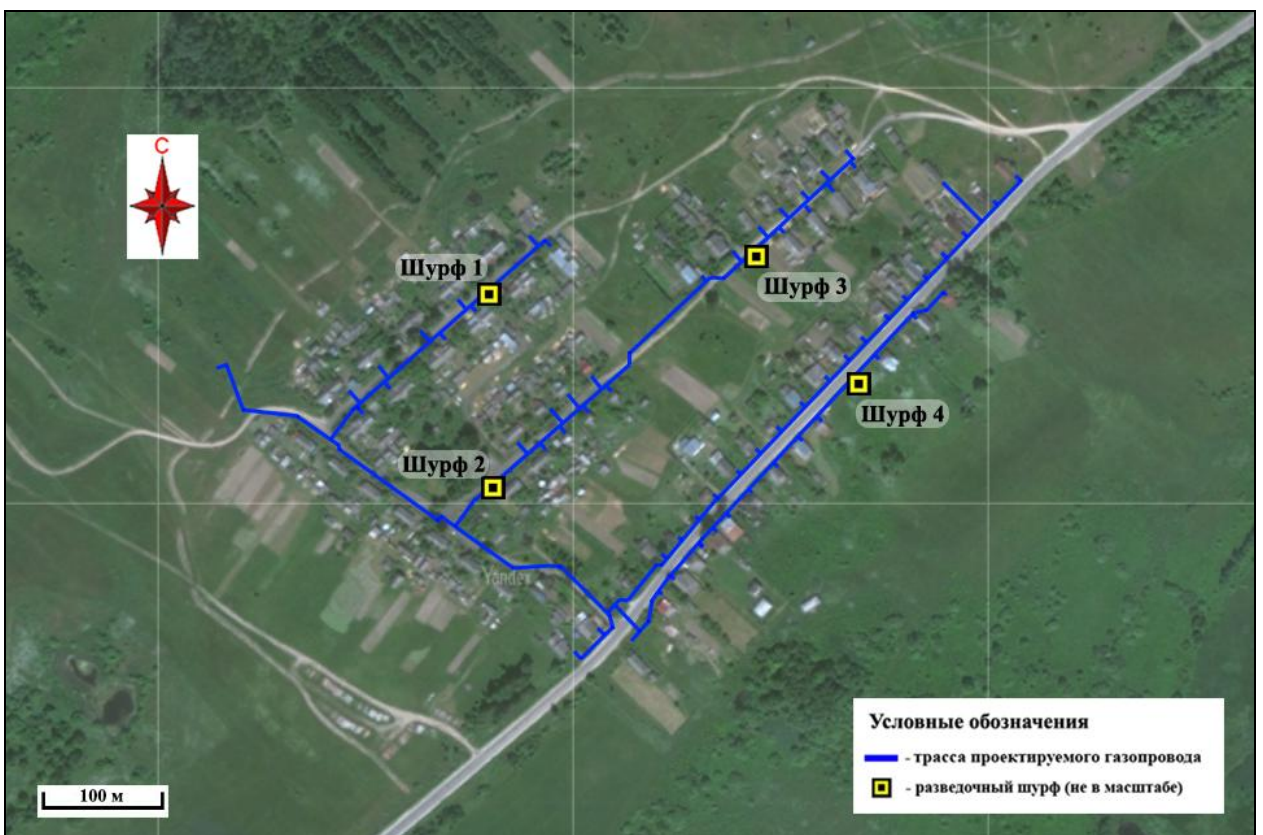 С
Шурф 1
Шурф 3
Шурф 4
Шурф 2
Yandex
Условные обозначения
- трасса проектируемого газопровода
- разведочный шурф (не в масштабе)
100 м